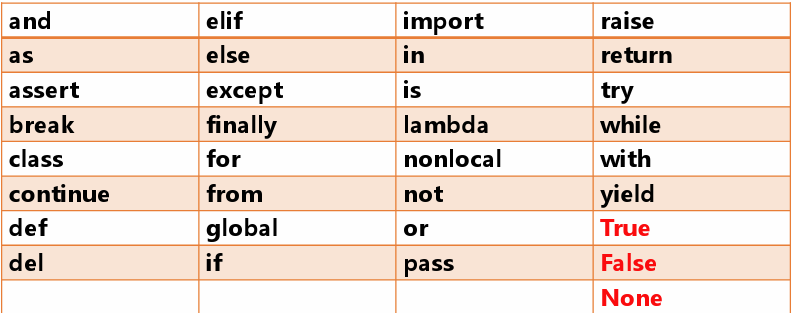 and elif import raise
as else in return
assert except is try
break finally lambda while
class for nonlocal with
continue from not yield
def global or True
del if pass False
None